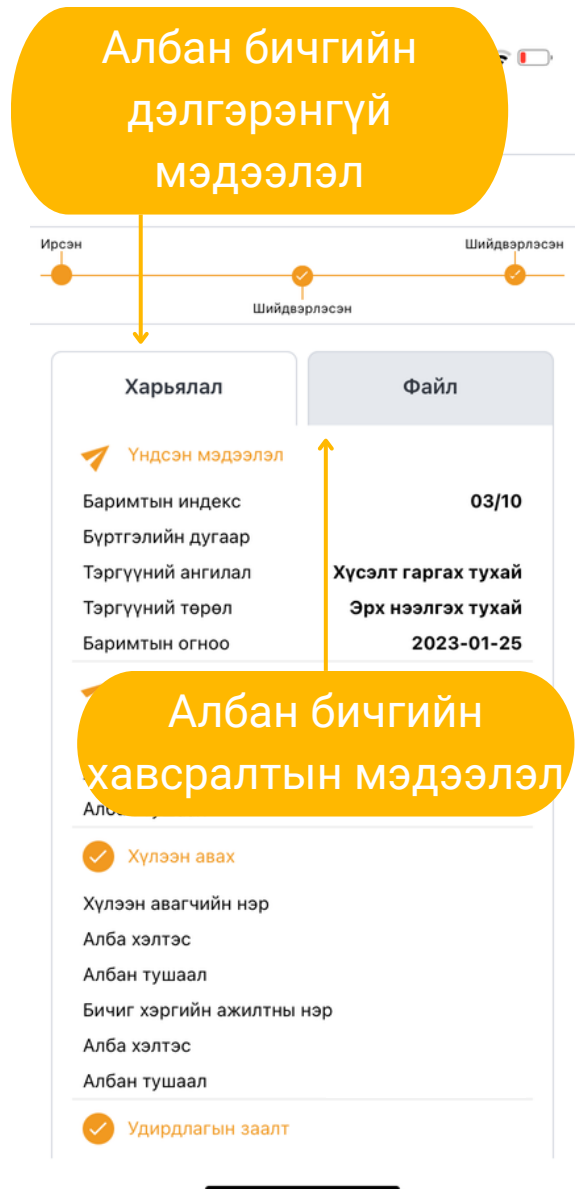 Албан бичгийн
дэлгэрэнгүй
мэдээлэл
Ирсэн
Шийдвэрлэсэн
Шийдвэрлэсэн
Харьялал
Файл
Үндсэн мэдээлэл
Баримтын индекс 03/10
Бүртгэлийн дугаар
Тэргүүний ангилал Хүсэлт гаргах тухай
Тэргүүний төрөл Эрх нээлгэх тухай
Баримтын огноо 2023-01-25
Албан бичгийн
хавсралтын мэдээлэл
Хүлээн авах
Хүлээн авагчийн нэр
Алба хэлтэс
Албан тушаал
Бичиг хэргийн ажилтны нэр
Алба хэлтэс
Албан тушаал
Удирдлагын заалт